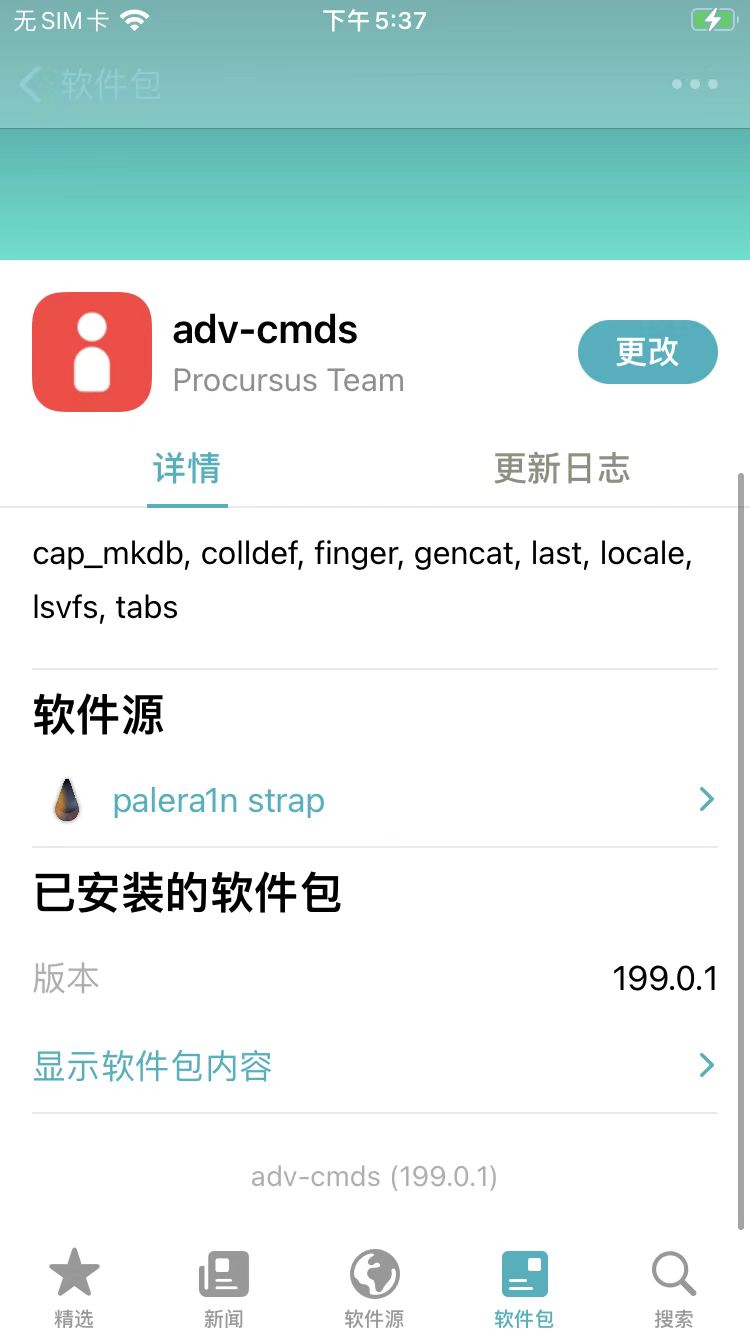 无SIM卡
下午5:37
软件包
adv-cmds
Procursus Team
更改
详情
更新日志
cap_mkdb, colldef, finger, gencat, last, locale,
lsvfs, tabs
软件源
palera1n strap
已安装的软件包
版本 199.0.1
显示软件包内容
adv-cmds (199.0.1)
精选 新闻 软件源 软件包 搜索